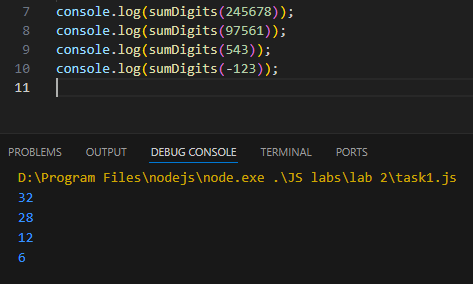 7 console.log(sumDigits(245678));
8 console.log(sumDigits(97561));
9 console.log(sumDigits(543));
10 console.log(sumDigits(-123));
11
PROBLEMS OUTPUT DEBUG CONSOLE TERMINAL PORTS
D:\Program Files\nodejs\node.exe .\JS labs\lab 2\task1.js
32
28
12
6